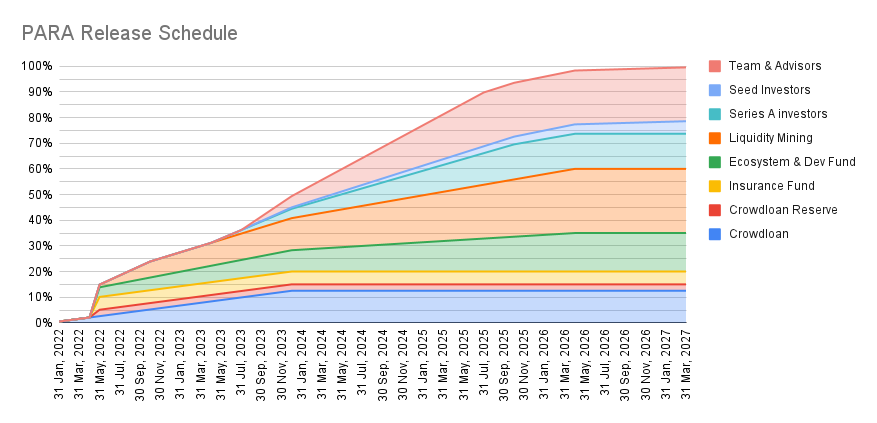 PARA Release Schedule
100%
90%
80%
70%
60%
50%
40%
30%
20%
10%
0%
31 Jan, 2022
31 Mar, 2022
31 May, 2022
31 Jul, 2022
30 Sep, 2022
30 Nov, 2022
31 Jan, 2023
31 Mar, 2023
31 May, 2023
31 Jul, 2023
30 Sep, 2023
30 Nov, 2023
31 Jan, 2024
31 Mar, 2024
31 May, 2024
31 Jul, 2024
30 Sep, 2024
30 Nov, 2024
31 Jan, 2025
31 Mar, 2025
31 May, 2025
31 Jul, 2025
30 Sep, 2025
30 Nov, 2025
31 Jan, 2026
31 Mar, 2026
31 May, 2026
31 Jul, 2026
30 Sep, 2026
30 Nov, 2026
31 Jan, 2027
31 Mar, 2027
Team & Advisors
Seed Investors
Series A investors
Liquidity Mining
Ecosystem & Dev Fund
Insurance Fund
Crowdloan Reserve
Crowdloan